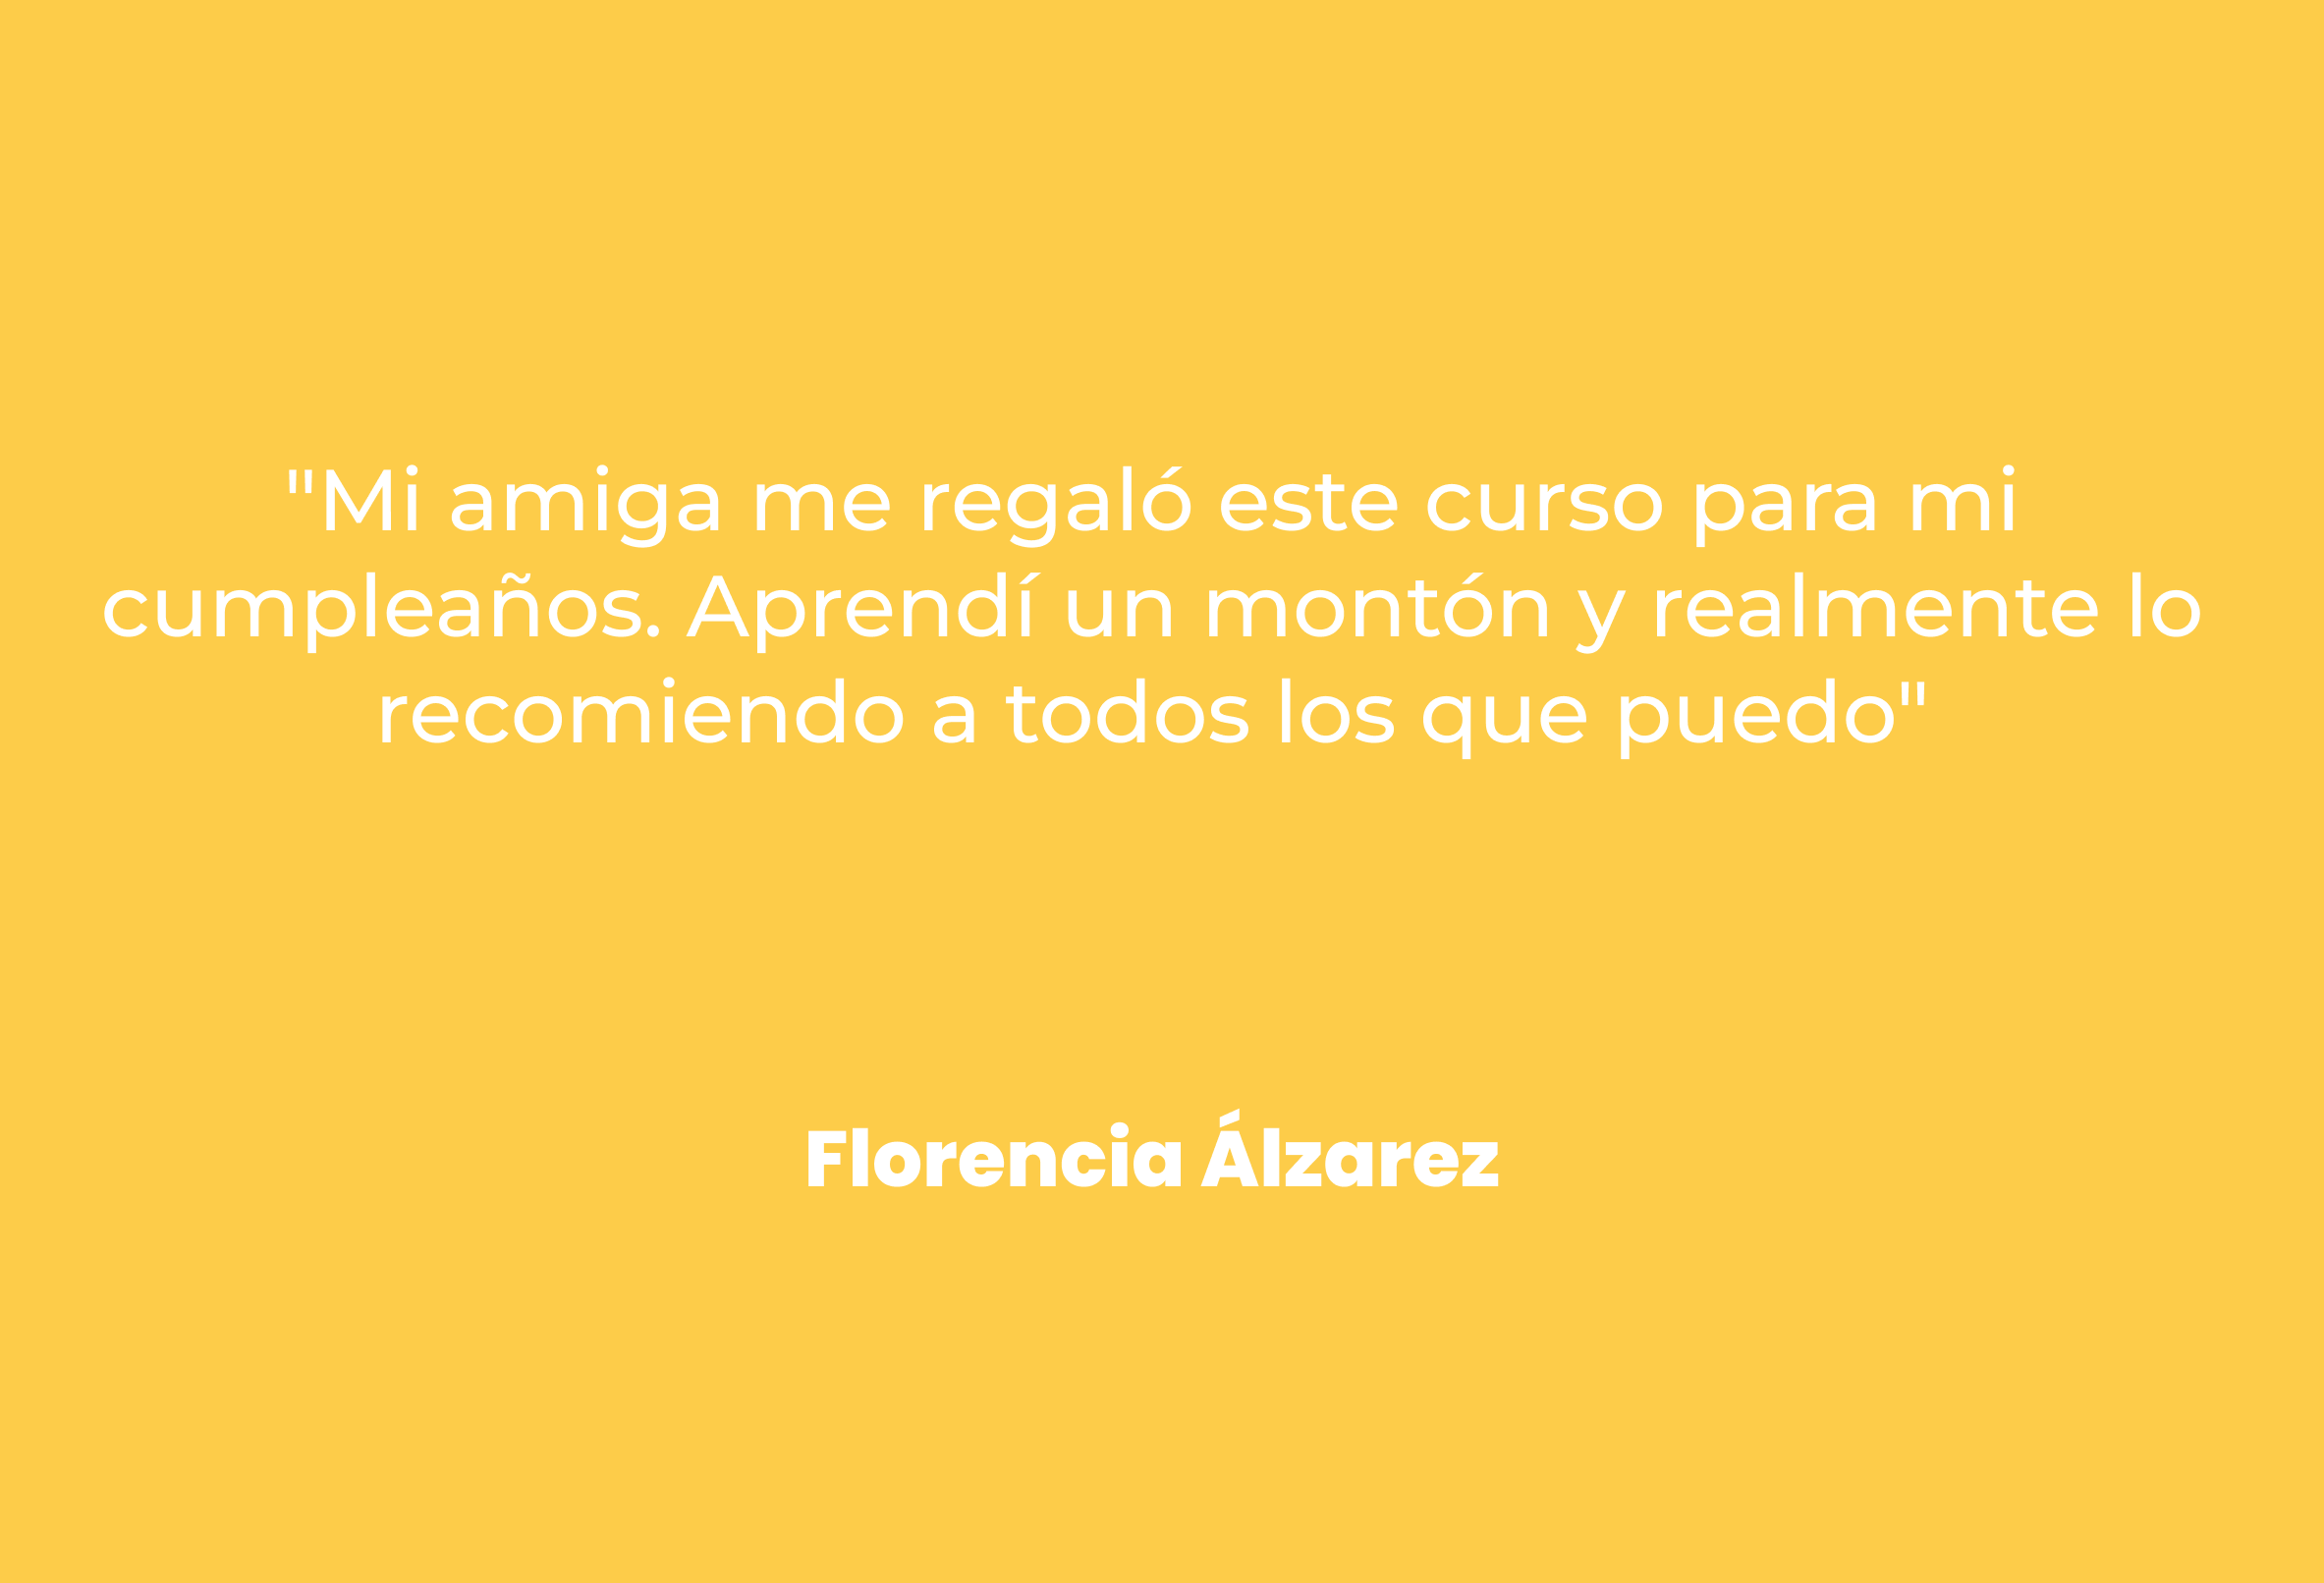 "Mi amiga me regaló este curso para mi
cumpleaños. Aprendí un montón y realmente lo
recomiendo a todos los que puedo"
Florencia Álzarez